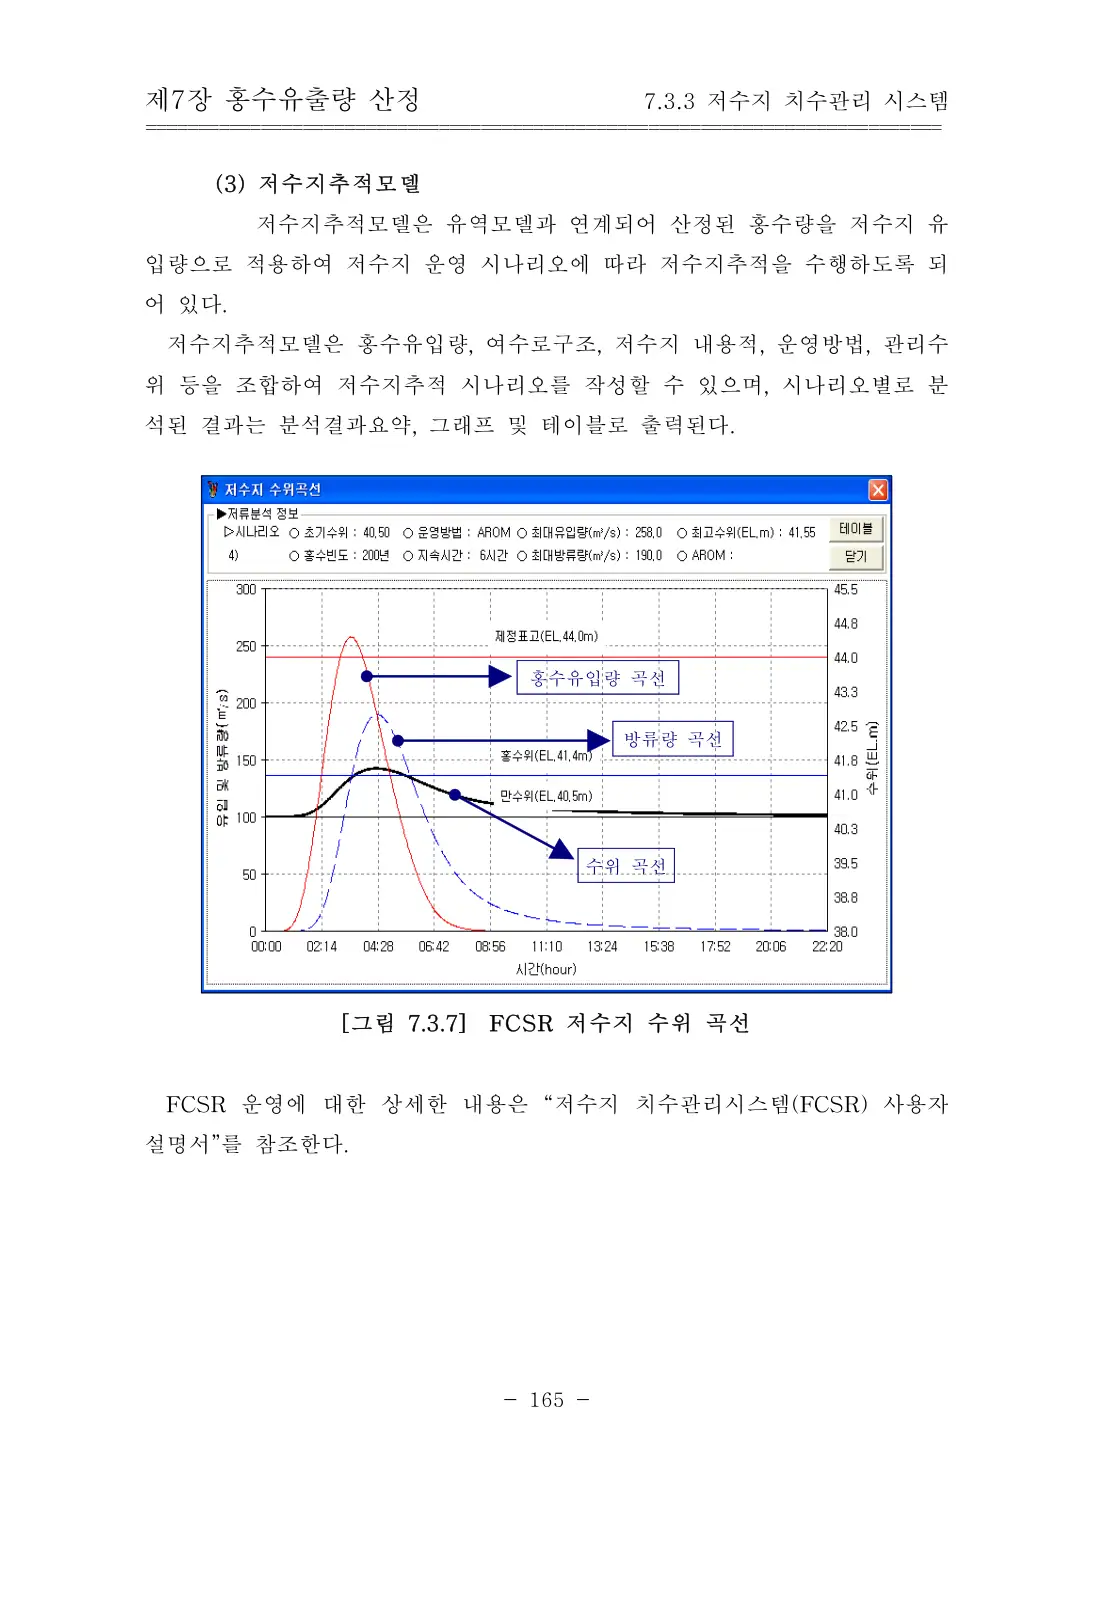 제7장 홍수유출량 산정 7.3.3 저수지 치수관리 시스템
(3) 저수지추적모델
저수지추적모델은 유역모델과 연계되어 산정된 홍수량을 저수지 유
입량으로 적용하여 저수지 운영 시나리오에 따라 저수지추적을 수행하도록 되
어 있다.
저수지추적모델은 홍수유입량, 여수로구조, 저수지 내용적, 운영방법, 관리수
위 등을 조합하여 저수지추적 시나리오를 작성할 수 있으며, 시나리오별로 분
석된 결과는 분석결과요약, 그래프 및 테이블로 출력된다.
저수지 수위곡선
▶저류분석 정보
▷시나리오 ○ 초기수위 : 40.50 ○ 운영방법 : AROM ○ 최대유입량(㎥/s) : 258.0 ○ 최고수위(EL.m) : 41.55 테이블
4) ○ 홍수빈도 : 200년 ○ 지속시간 : 6시간 ○ 최대방류량(㎥/s) : 190.0 ○ AROM : 닫기
300 45.5
44.8
제정표고(EL.44.0m)
250
44.0
홍수유입량 곡선
43.3
200
42.5
방류량 곡선
홍수위(EL.41.4m)
150 41.8
만수위(EL.40.5m)
41.0
100
40.3
수위 곡선
39.5
50
38.8
0 38.0
유입 및 방류량(㎥/s)
수위(EL.m)
00:00 02:14 04:28 06:42 08:56 11:10 13:24 15:38 17:52 20:06 22:20
시간(hour)
[그림 7.3.7] FCSR 저수지 수위 곡선
FCSR 운영에 대한 상세한 내용은 “저수지 치수관리시스템(FCSR) 사용자
설명서”를 참조한다.
- 165 -